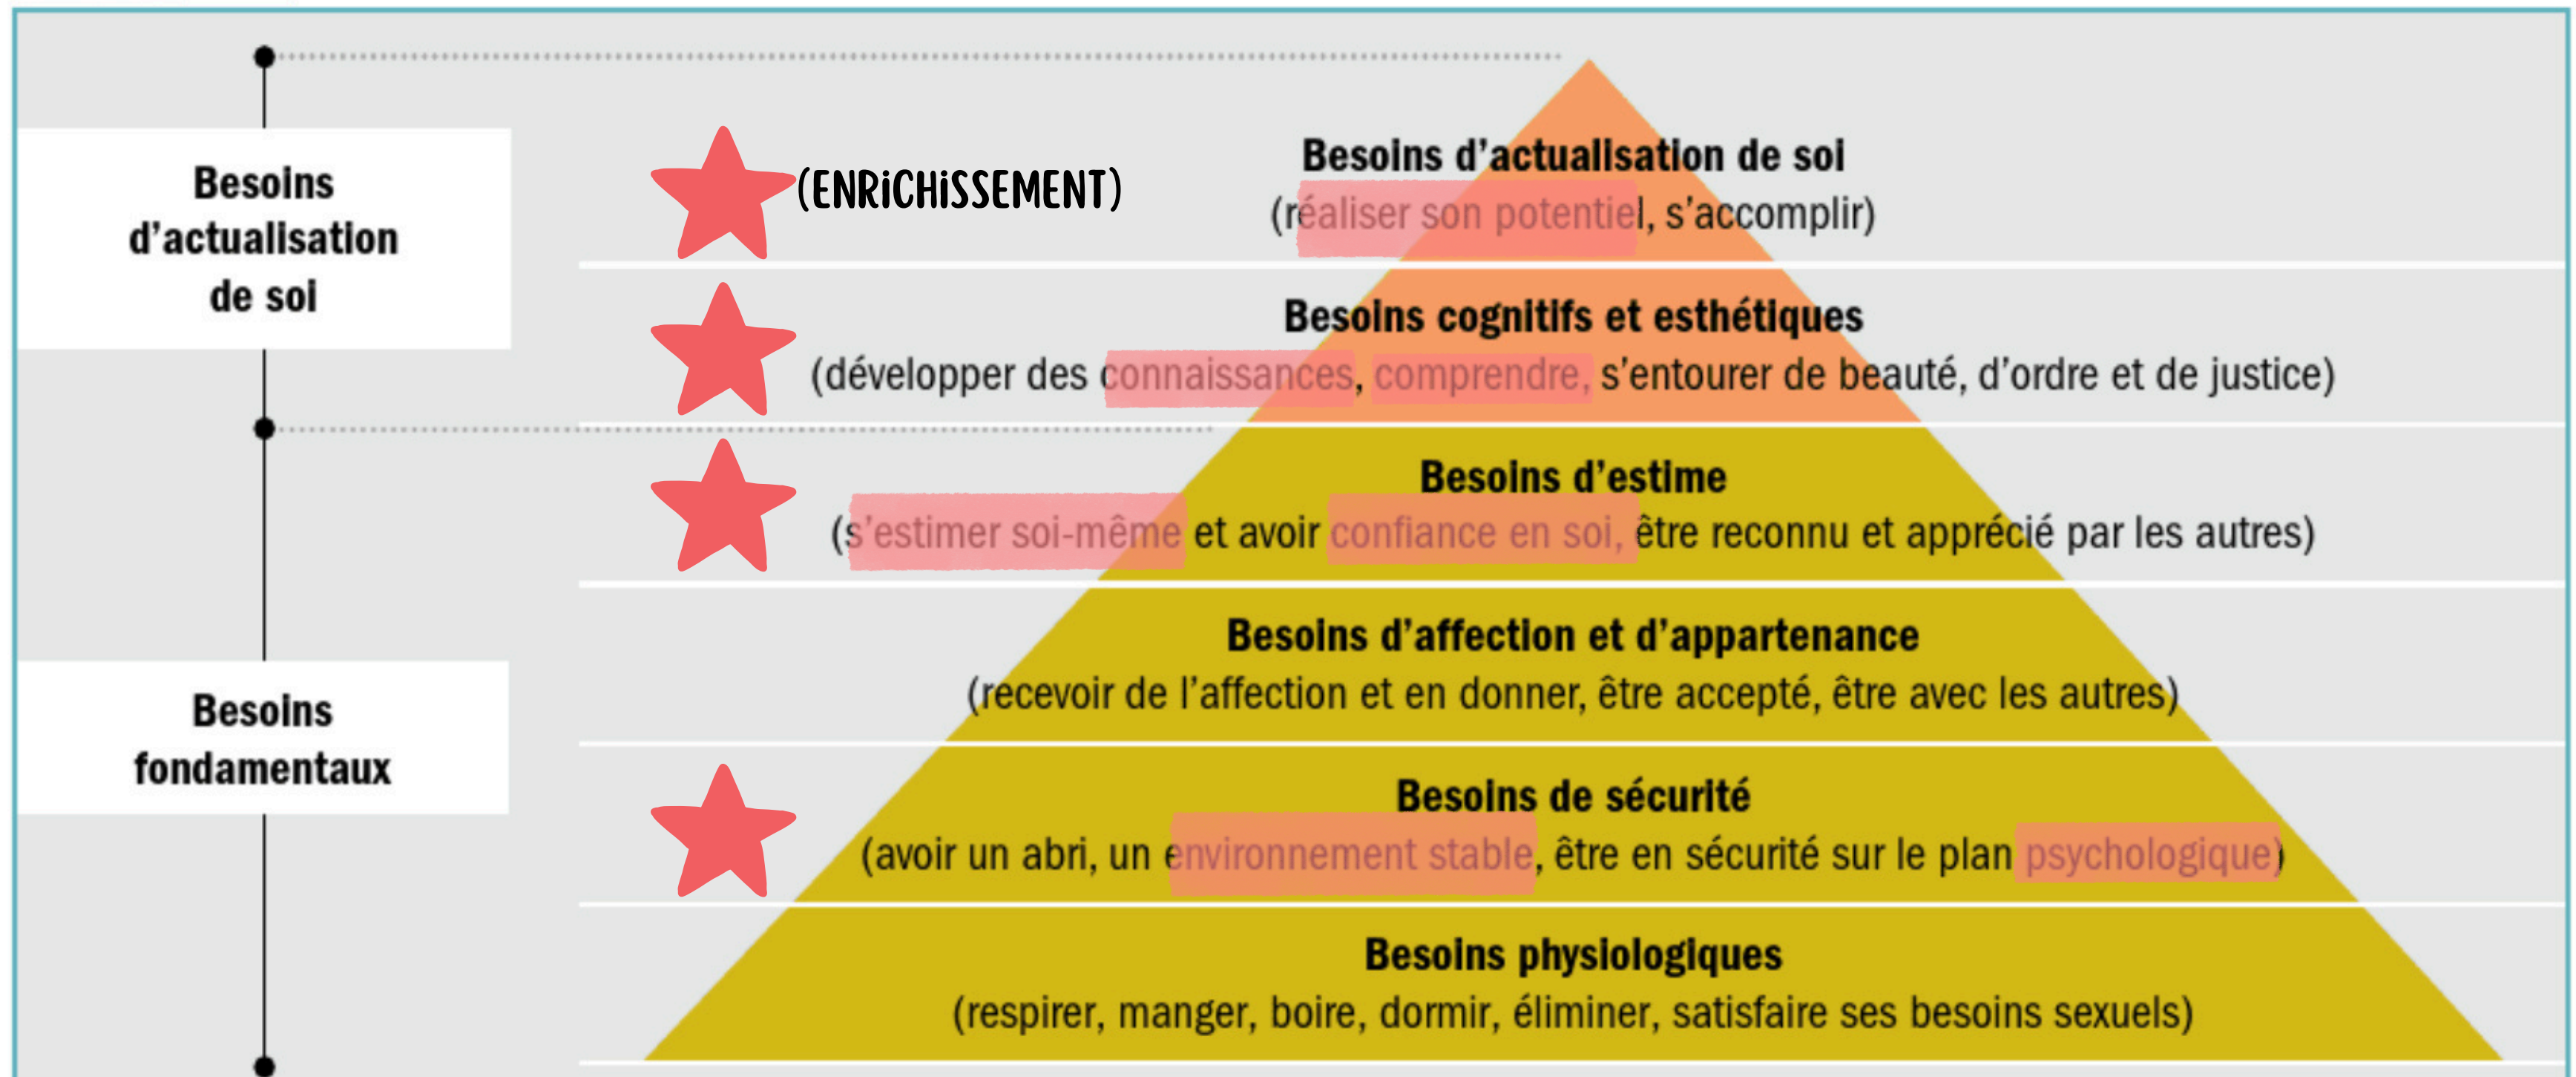 Besoins
d'actualisation
de soi
(ENRiCHiSSEMENT)
Besoins d'actualisation de soi
(réaliser son potentiel, s'accomplir)
Besoins cognitifs et esthétiques
(développer des connaissances, comprendre, s'entourer de beauté, d'ordre et de justice)
Besoins d'estime
(s'estimer soi-même et avoir confiance en soi, être reconnu et apprécié par les autres)
Besoins
fondamentaux
Besoins d'affection et d'appartenance
(recevoir de l'affection et en donner, être accepté, être avec les autres)
Besoins de sécurité
(avoir un abri, un environnement stable, être en sécurité sur le plan psychologique)
Besoins physiologiques
(respirer, manger, boire, dormir, éliminer, satisfaire ses besoins sexuels)